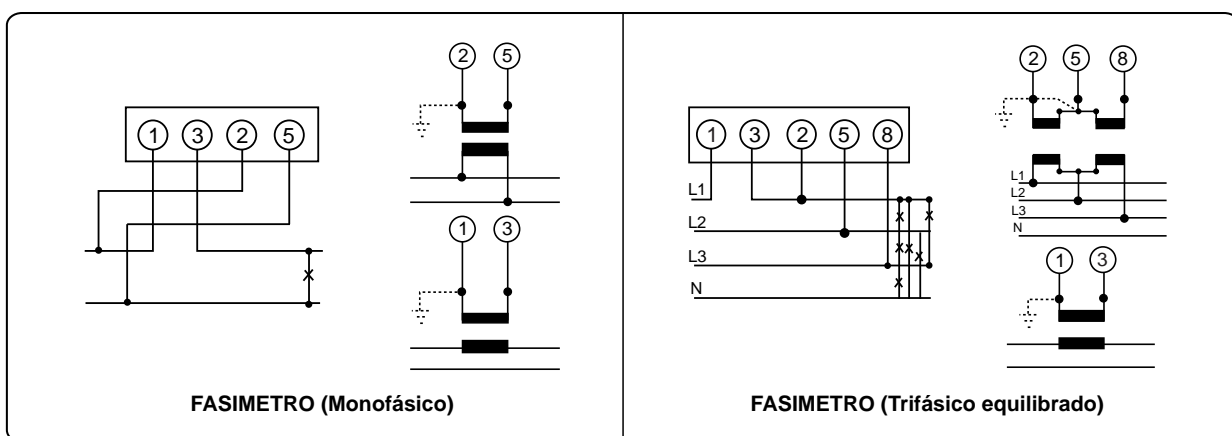 2 5
1 3 2 5
1 3
FASIMETRO (Monofásico)
2 5 8
1 3 2 5 8
L1
L2
L3
N
L1
L2
L3
N
1 3
FASIMETRO (Trifásico equilibrado)